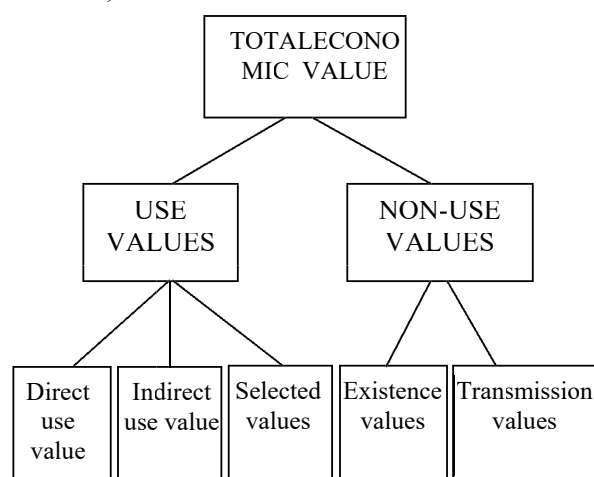 TOTALECONO
MIC VALUE
USE
VALUES
NON-USE
VALUES
Direct
use
value
Indirect
use value
Selected
values
Existence
values
Transmission
values